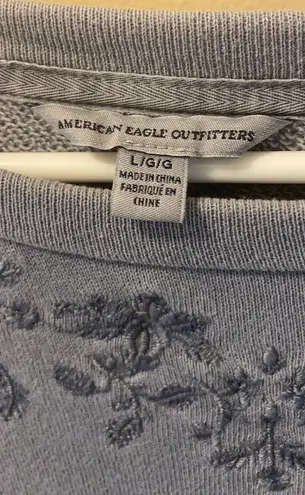 AMERICAN EAGLE OUTFITTERS
L/G/G
MADE IN CHINA
FABRIQUÉ EN
CHINE